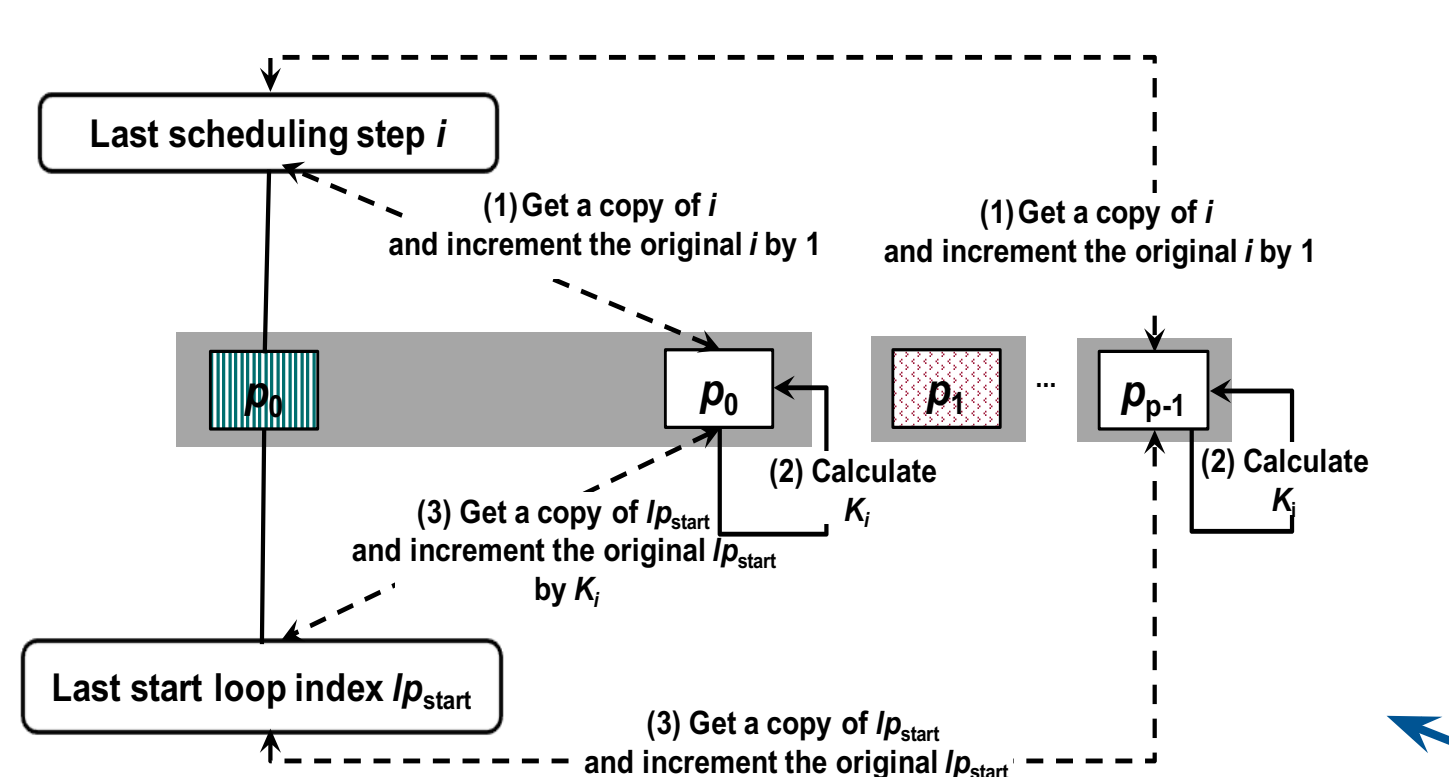 Last scheduling step i
(1) Get a copy of i
and increment the original i by 1
(1) Get a copy of i
and increment the original i by 1
p0
p0
p1
...
pp-1
(2) Calculate
Ki
(2) Calculate
Ki
(3) Get a copy of lpstart
and increment the original lpstart
by Ki
Last start loop index lpstart
(3) Get a copy of lpstart
and increment the original lpstart